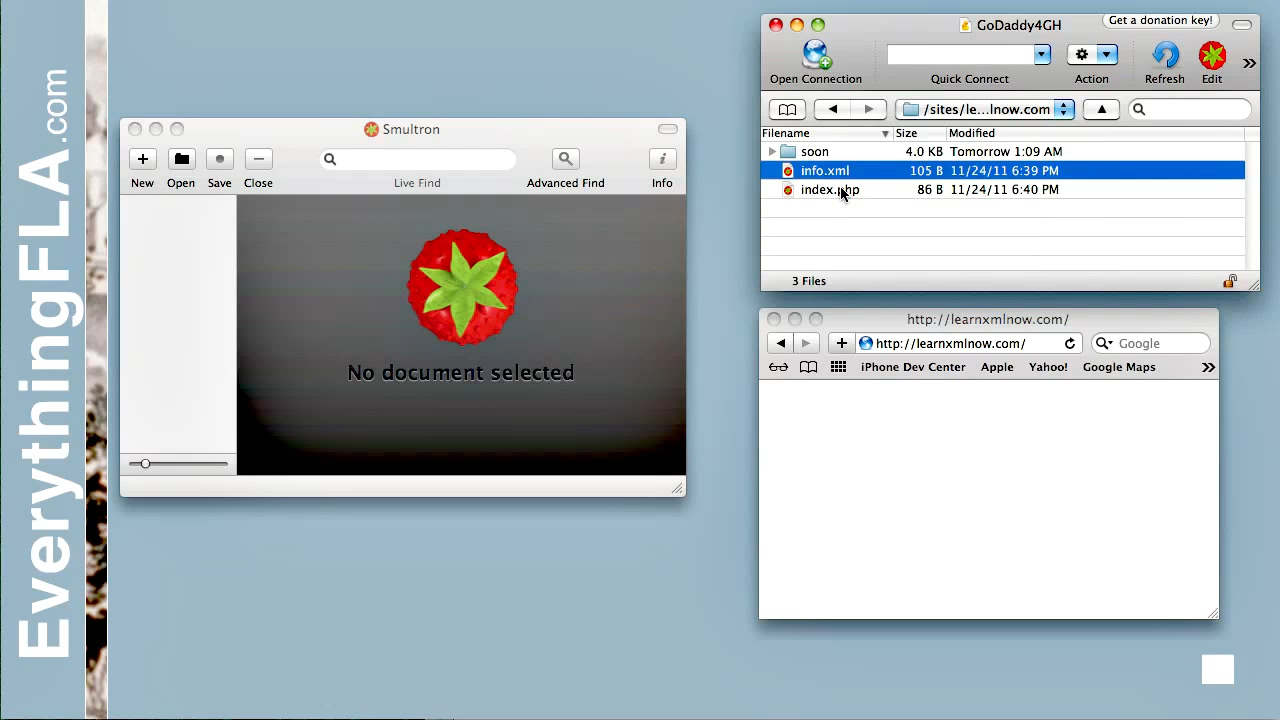 EverythingFLA.com
Smultron
New Open Save Close Live Find Advanced Find Info
No document selected
GoDaddy4GH
Get a donation key!
Open Connection Quick Connect Action Refresh Edit
/sites/le...lnow.com
Filename Size Modified
soon 4.0 KB Tomorrow 1:09 AM
info.xml 105 B 11/24/11 6:39 PM
index.php 86 B 11/24/11 6:40 PM
3 Files
http://learnxmlnow.com/
http://learnxmlnow.com/ Google
iPhone Dev Center Apple Yahoo! Google Maps